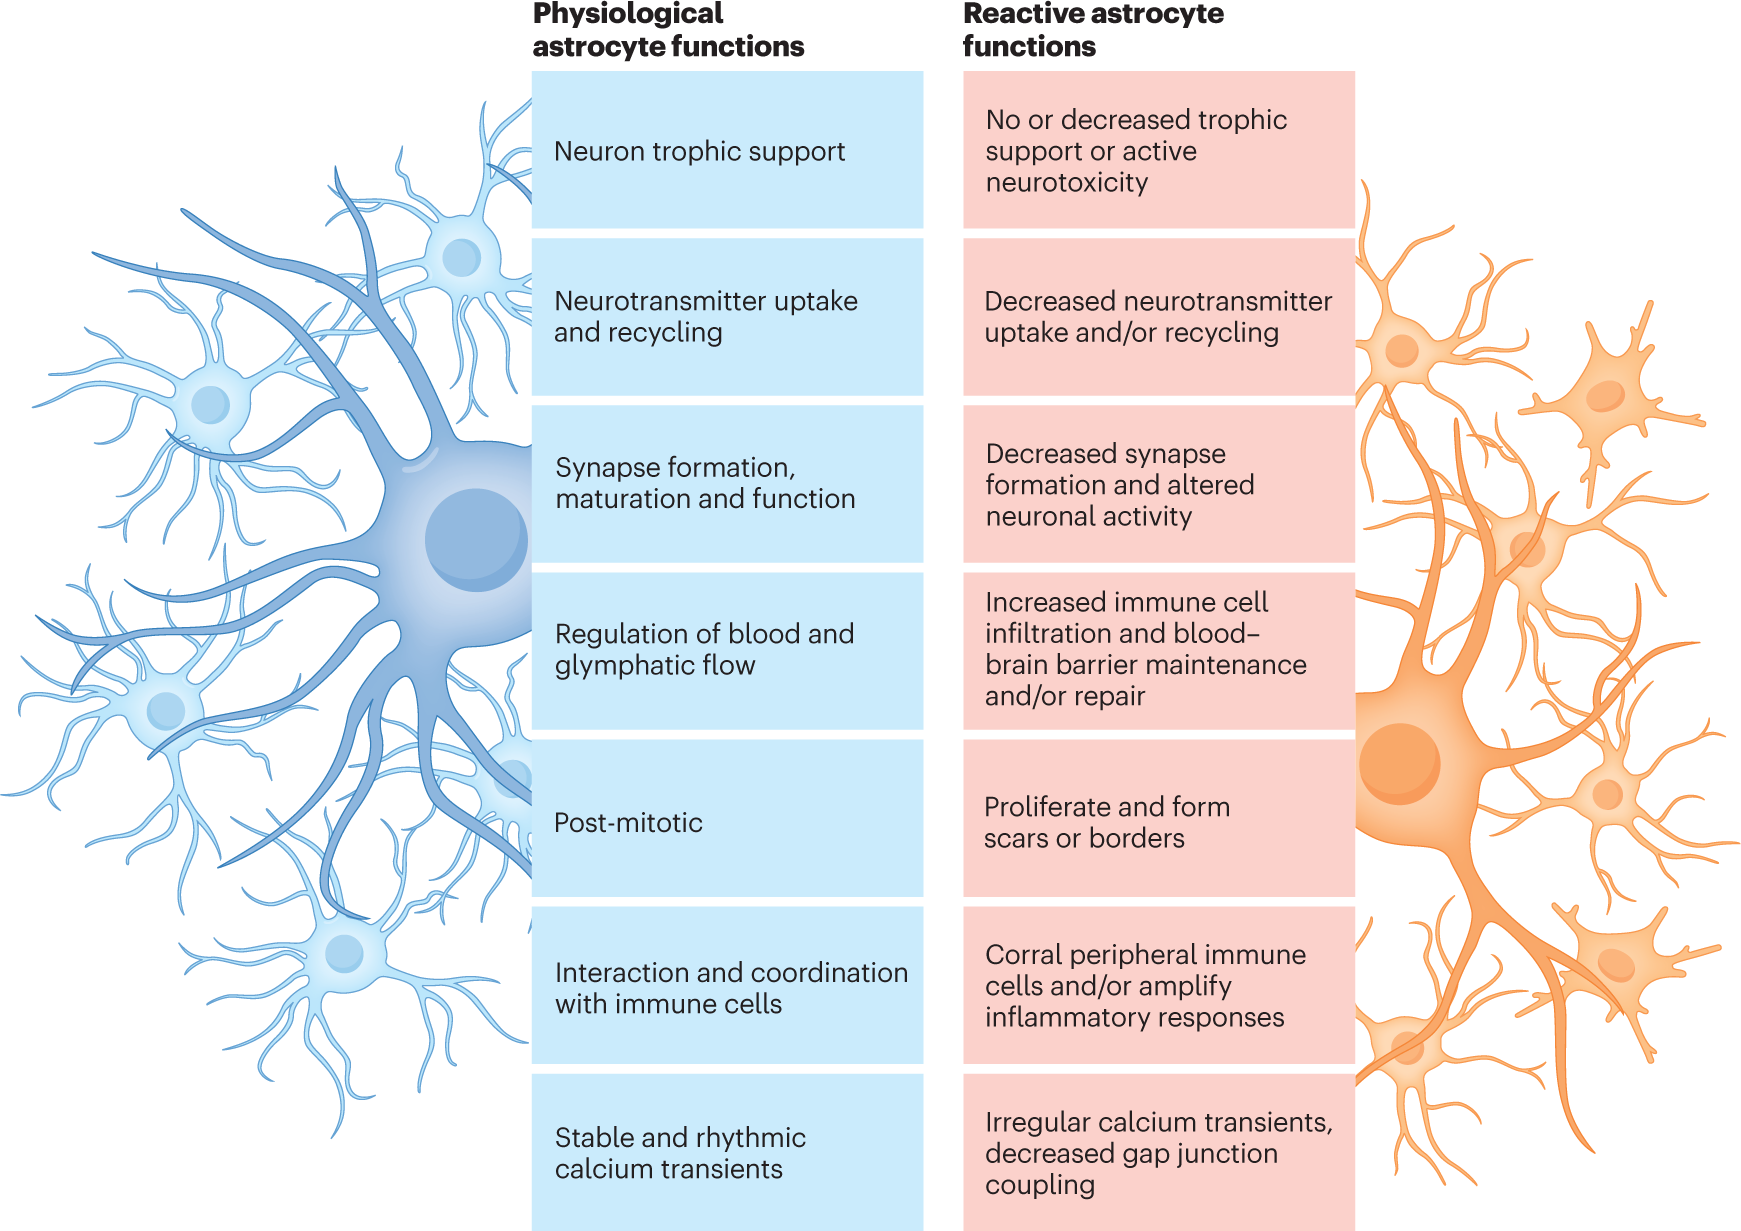 Physiological
astrocyte functions
Reactive astrocyte
functions
Neuron trophic support
No or decreased trophic
support or active
neurotoxicity
Neurotransmitter uptake
and recycling
Decreased neurotransmitter
uptake and/or recycling
Synapse formation,
maturation and function
Decreased synapse
formation and altered
neuronal activity
Regulation of blood and
glymphatic flow
Increased immune cell
infiltration and blood–
brain barrier maintenance
and/or repair
Post-mitotic
Proliferate and form
scars or borders
Interaction and coordination
with immune cells
Corral peripheral immune
cells and/or amplify
inflammatory responses
Stable and rhythmic
calcium transients
Irregular calcium transients,
decreased gap junction
coupling